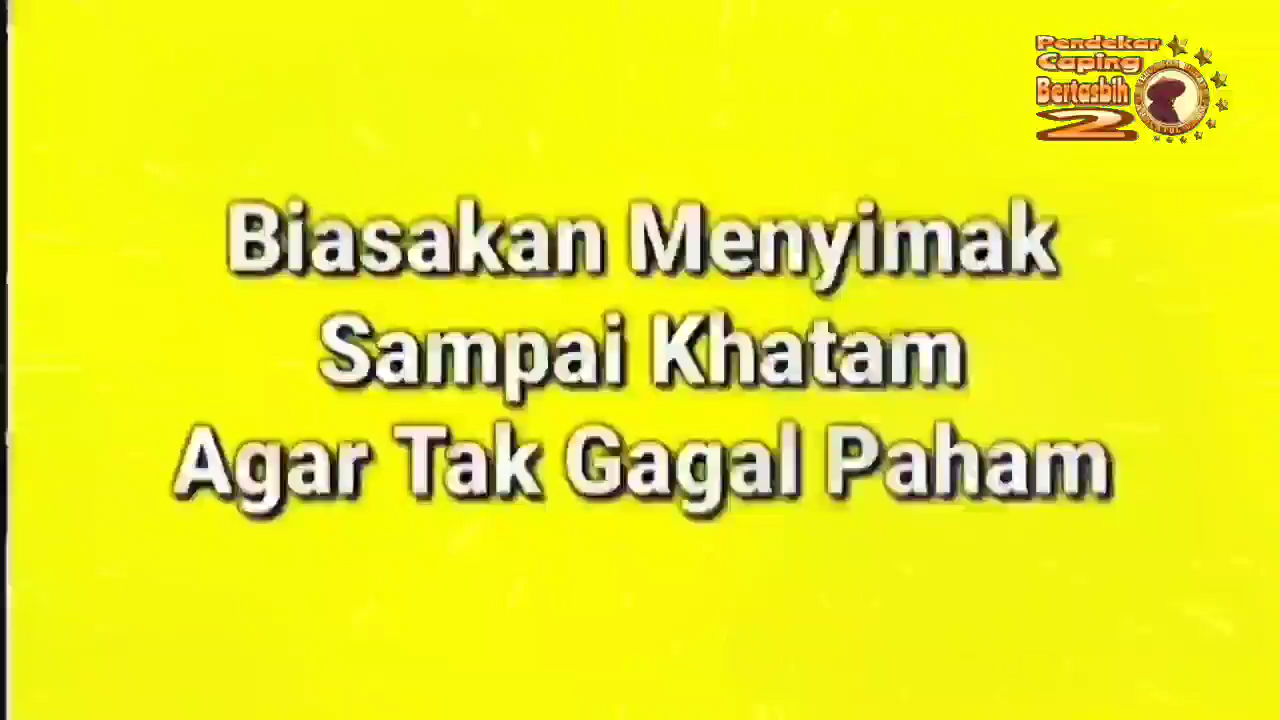 Pendekar
Caping
Bertasbih
2
Biasakan Menyimak
Sampai Khatam
Agar Tak Gagal Paham